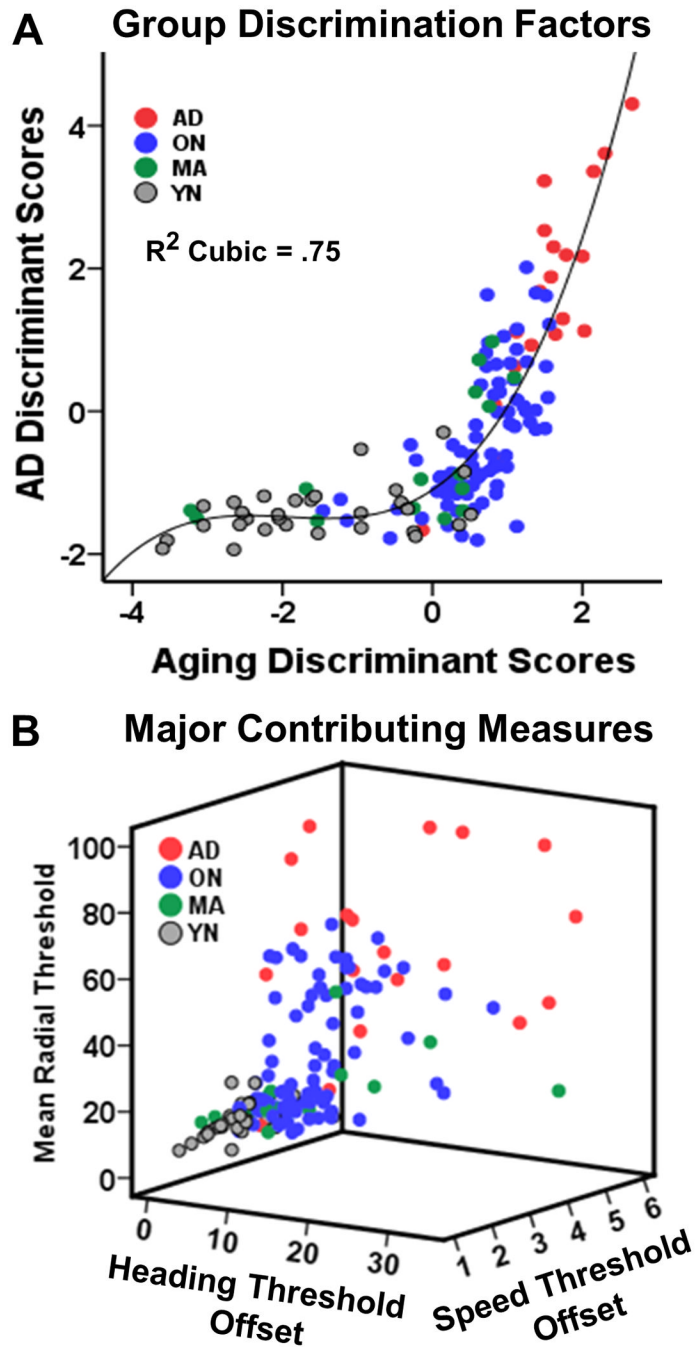 A
Group Discrimination Factors
AD Discriminant Scores
4
2
0
-2
AD
ON
MA
YN
R² Cubic = .75
-4
-2
0
2
Aging Discriminant Scores
B
Major Contributing Measures
Mean Radial Threshold
100
80
60
40
20
0
AD
ON
MA
YN
0
10
20
30
1
2
3
4
5
6
Heading Threshold
Offset
Speed Threshold
Offset